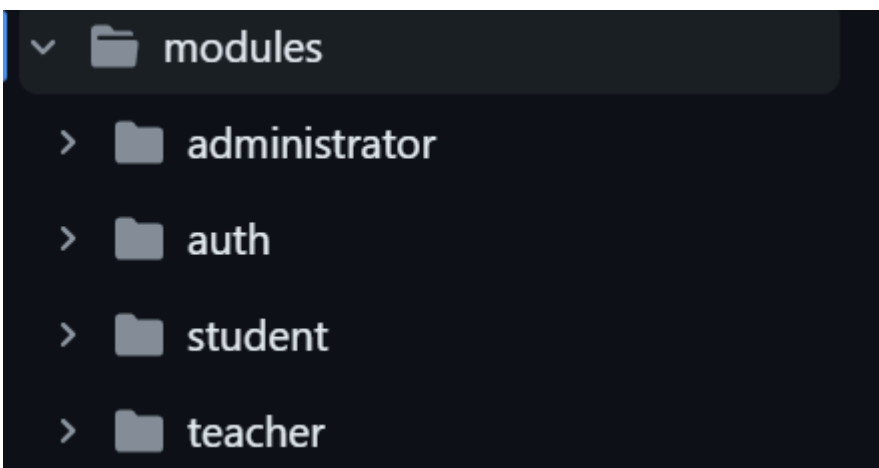 modules
administrator
auth
student
teacher